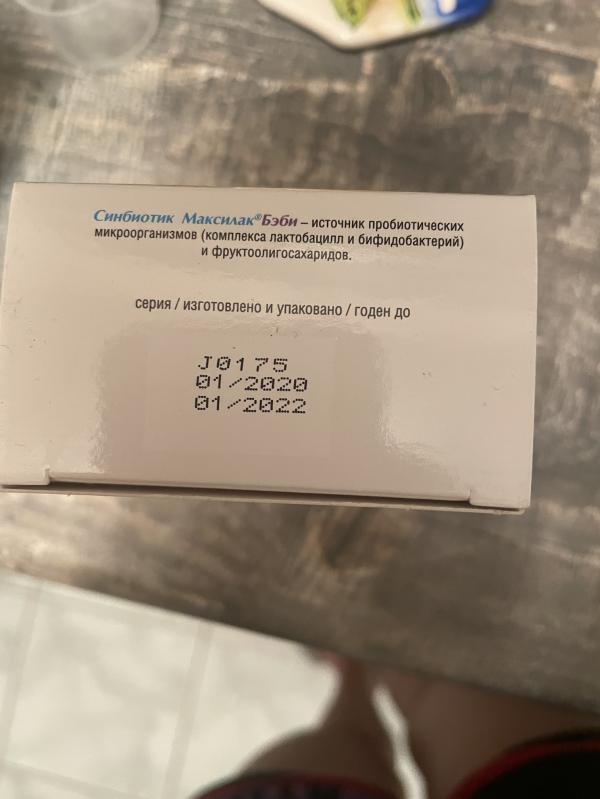 Синбиотик Максилак®Бэби – источник пробиотических
микроорганизмов (комплекса лактобацилл и бифидобактерий)
и фруктоолигосахаридов.
серия / изготовлено и упаковано / годен до
J0175
01/2020
01/2022